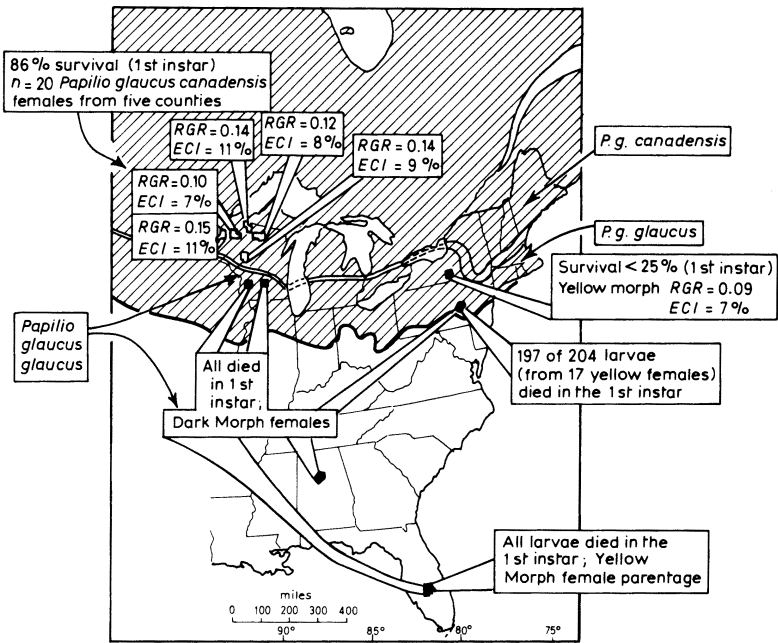 86% survival (1st instar)
n = 20 Papilio glaucus canadensis
females from five counties
RGR = 0.14
ECI = 11%
RGR = 0.12
ECI = 8%
RGR = 0.14
ECI = 9%
RGR = 0.10
ECI = 7%
RGR = 0.15
ECI = 11%
P.g. canadensis
P.g. glaucus
Survival < 25% (1st instar)
Yellow morph RGR = 0.09
ECI = 7%
Papilio
glaucus
glaucus
All died
in 1st
instar;
Dark Morph females
197 of 204 larvae
(from 17 yellow females)
died in the 1st instar
All larvae died in the
1st instar; Yellow
Morph female parentage
miles
0 100 200 300 400
90° 85° 80° 75°